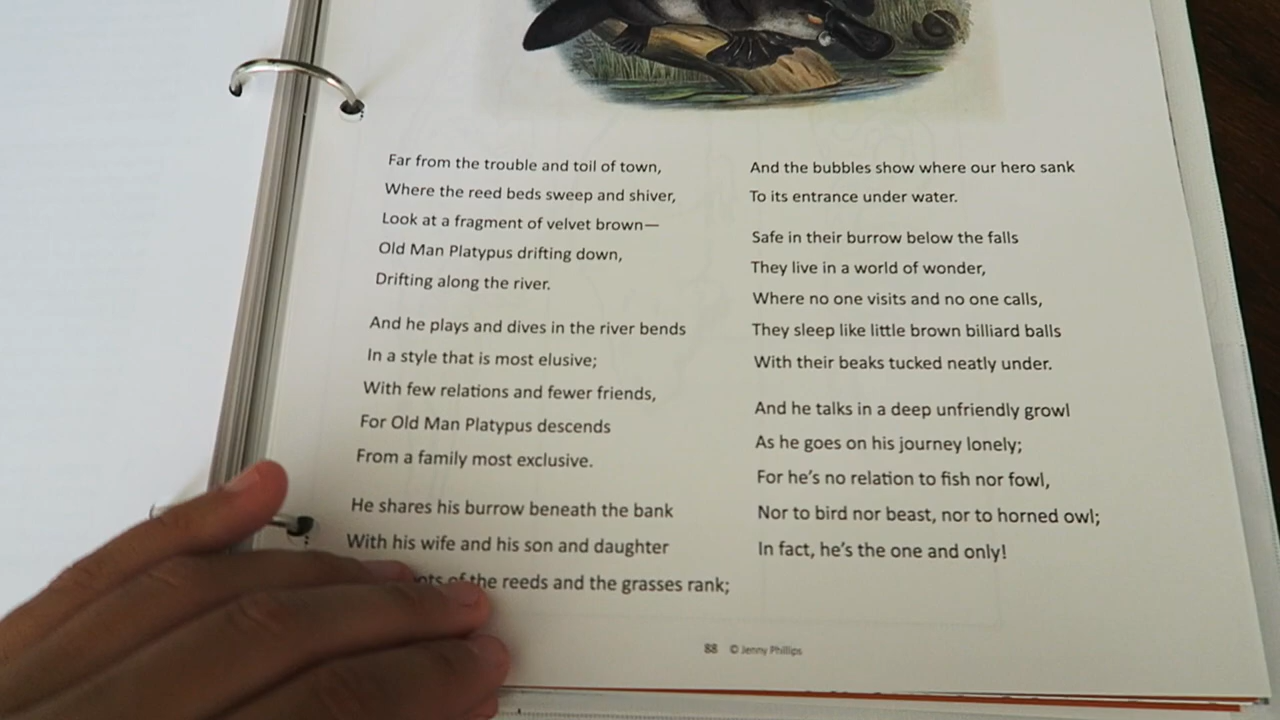 Far from the trouble and toil of town,
Where the reed beds sweep and shiver,
Look at a fragment of velvet brown—
Old Man Platypus drifting down,
Drifting along the river.
And he plays and dives in the river bends
In a style that is most elusive;
With few relations and fewer friends,
For Old Man Platypus descends
From a family most exclusive.
He shares his burrow beneath the bank
With his wife and his son and daughter
of the reeds and the grasses rank;
And the bubbles show where our hero sank
To its entrance under water.
Safe in their burrow below the falls
They live in a world of wonder,
Where no one visits and no one calls,
They sleep like little brown billiard balls
With their beaks tucked neatly under.
And he talks in a deep unfriendly growl
As he goes on his journey lonely;
For he's no relation to fish nor fowl,
Nor to bird nor beast, nor to horned owl;
In fact, he's the one and only!
88 © Jenny Phillips